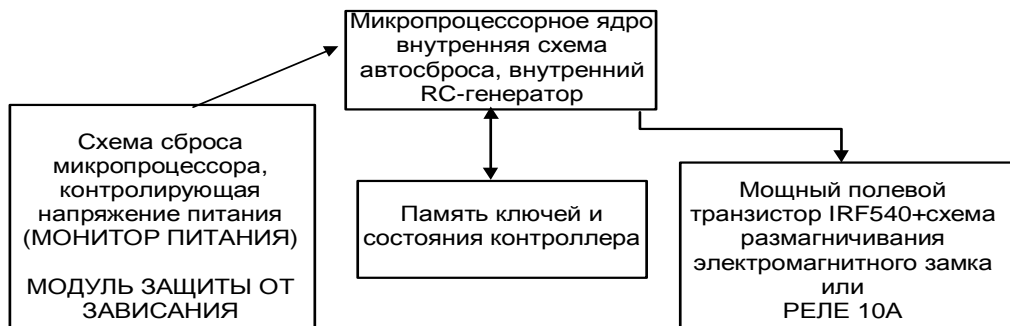 Микропроцессорное ядро
внутренняя схема
автосброса, внутренний
RC-генератор
Схема сброса
микропроцессора,
контролирующая
напряжение питания
(МОНИТОР ПИТАНИЯ)
МОДУЛЬ ЗАЩИТЫ ОТ
ЗАВИСАНИЯ
Память ключей и
состояния контроллера
Мощный полевой
транзистор IRF540+схема
размагничивания
электромагнитного замка
или
РЕЛЕ 10А